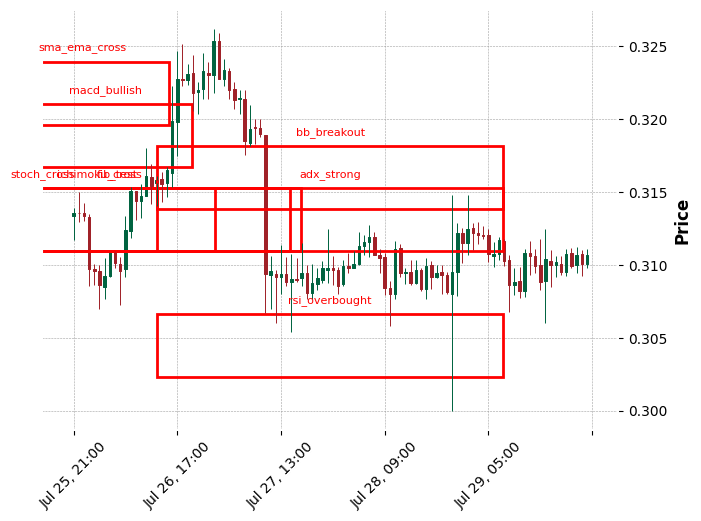 sma_ema_cross
0.325
macd_bullish
0.320
bb_breakout
adx_strong
0.315
Price
0.310
rsi_overbought
0.305
0.300
Jul 25, 21:00
Jul 26, 17:00
Jul 27, 13:00
Jul 28, 09:00
Jul 29, 05:00